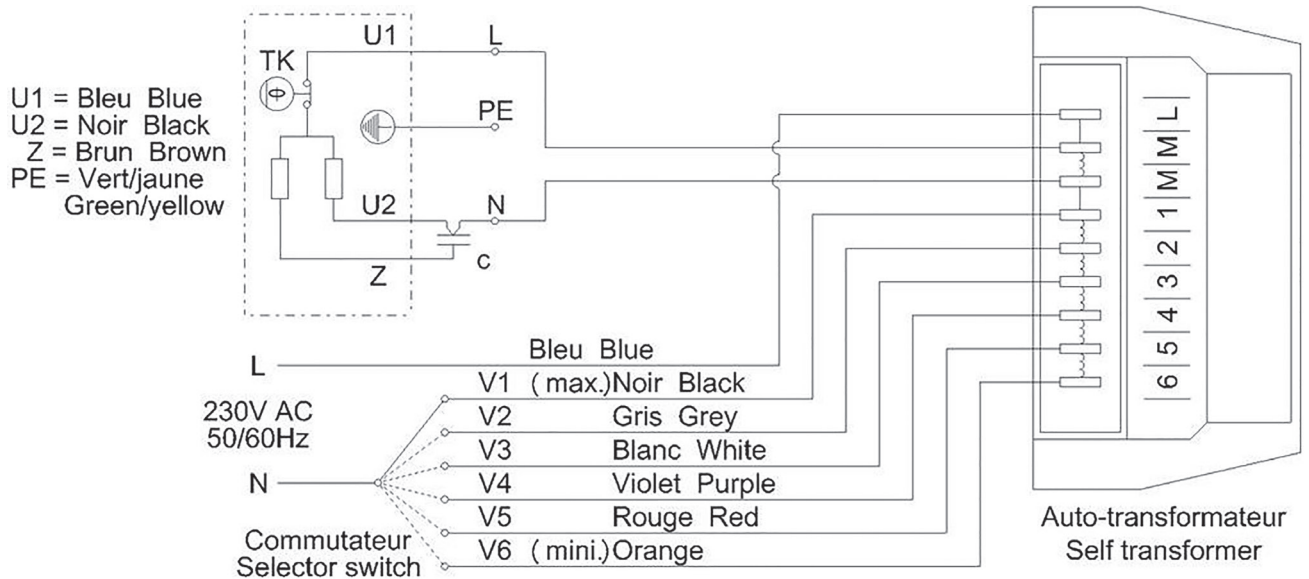 U1 = Bleu Blue
U2 = Noir Black
Z = Brun Brown
PE = Vert/jaune
Green/yellow
TK
U1
L
PE
U2
N
Z
c
L
M
M
1
2
3
4
5
6
L
230V AC
50/60Hz
N
Bleu Blue
V1 (max.) Noir Black
V2 Gris Grey
V3 Blanc White
V4 Violet Purple
V5 Rouge Red
V6 (mini.) Orange
Commutateur
Selector switch
Auto-transformateur
Self transformer